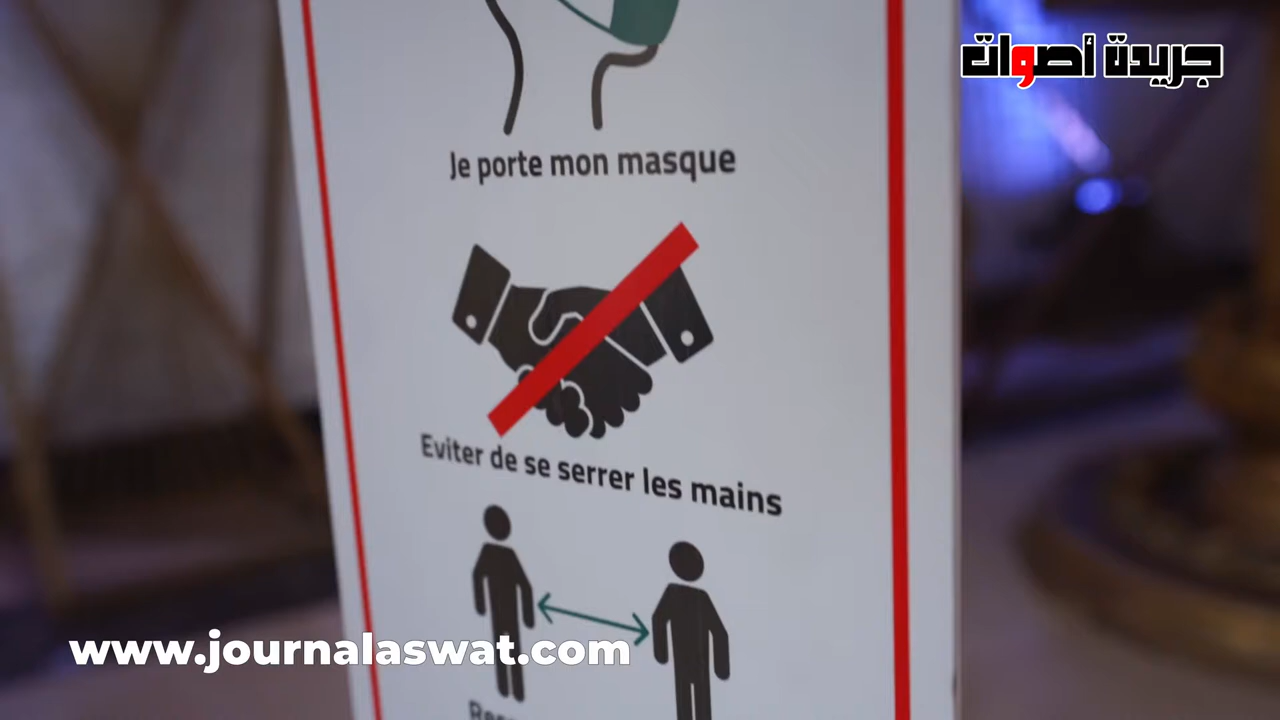 جريدة أصوات
Je porte mon masque
Eviter de se serrer les mains
www.journalaswat.com